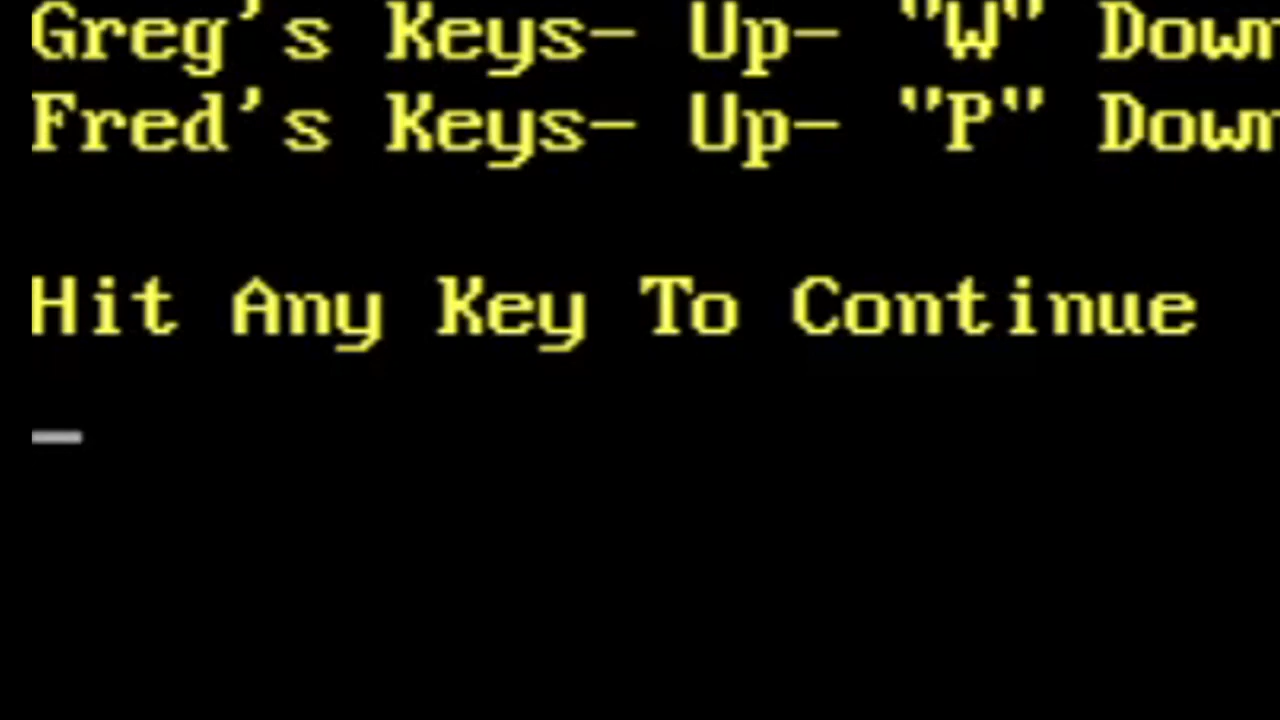 Greg's Keys- Up- "W" Down
Fred's Keys- Up- "P" Down

Hit Any Key To Continue
_